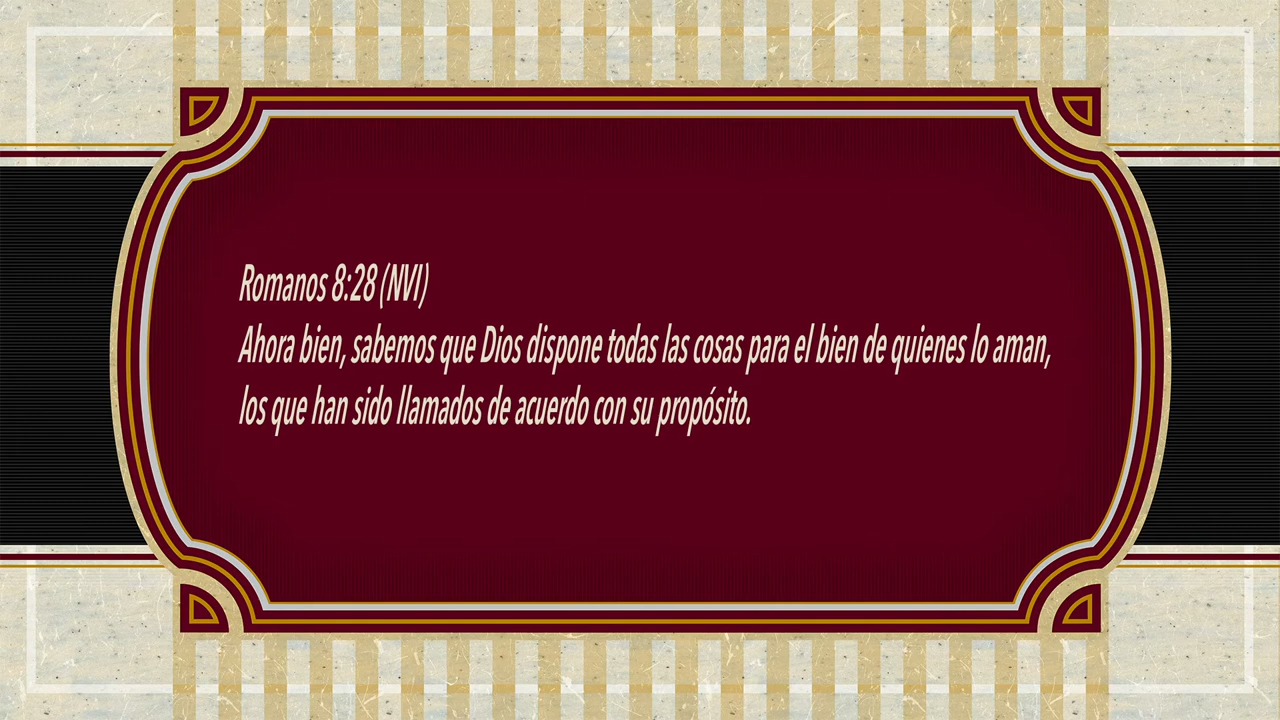 Romanos 8:28 (NVI)
Ahora bien, sabemos que Dios dispone todas las cosas para el bien de quienes lo aman,
los que han sido llamados de acuerdo con su propósito.